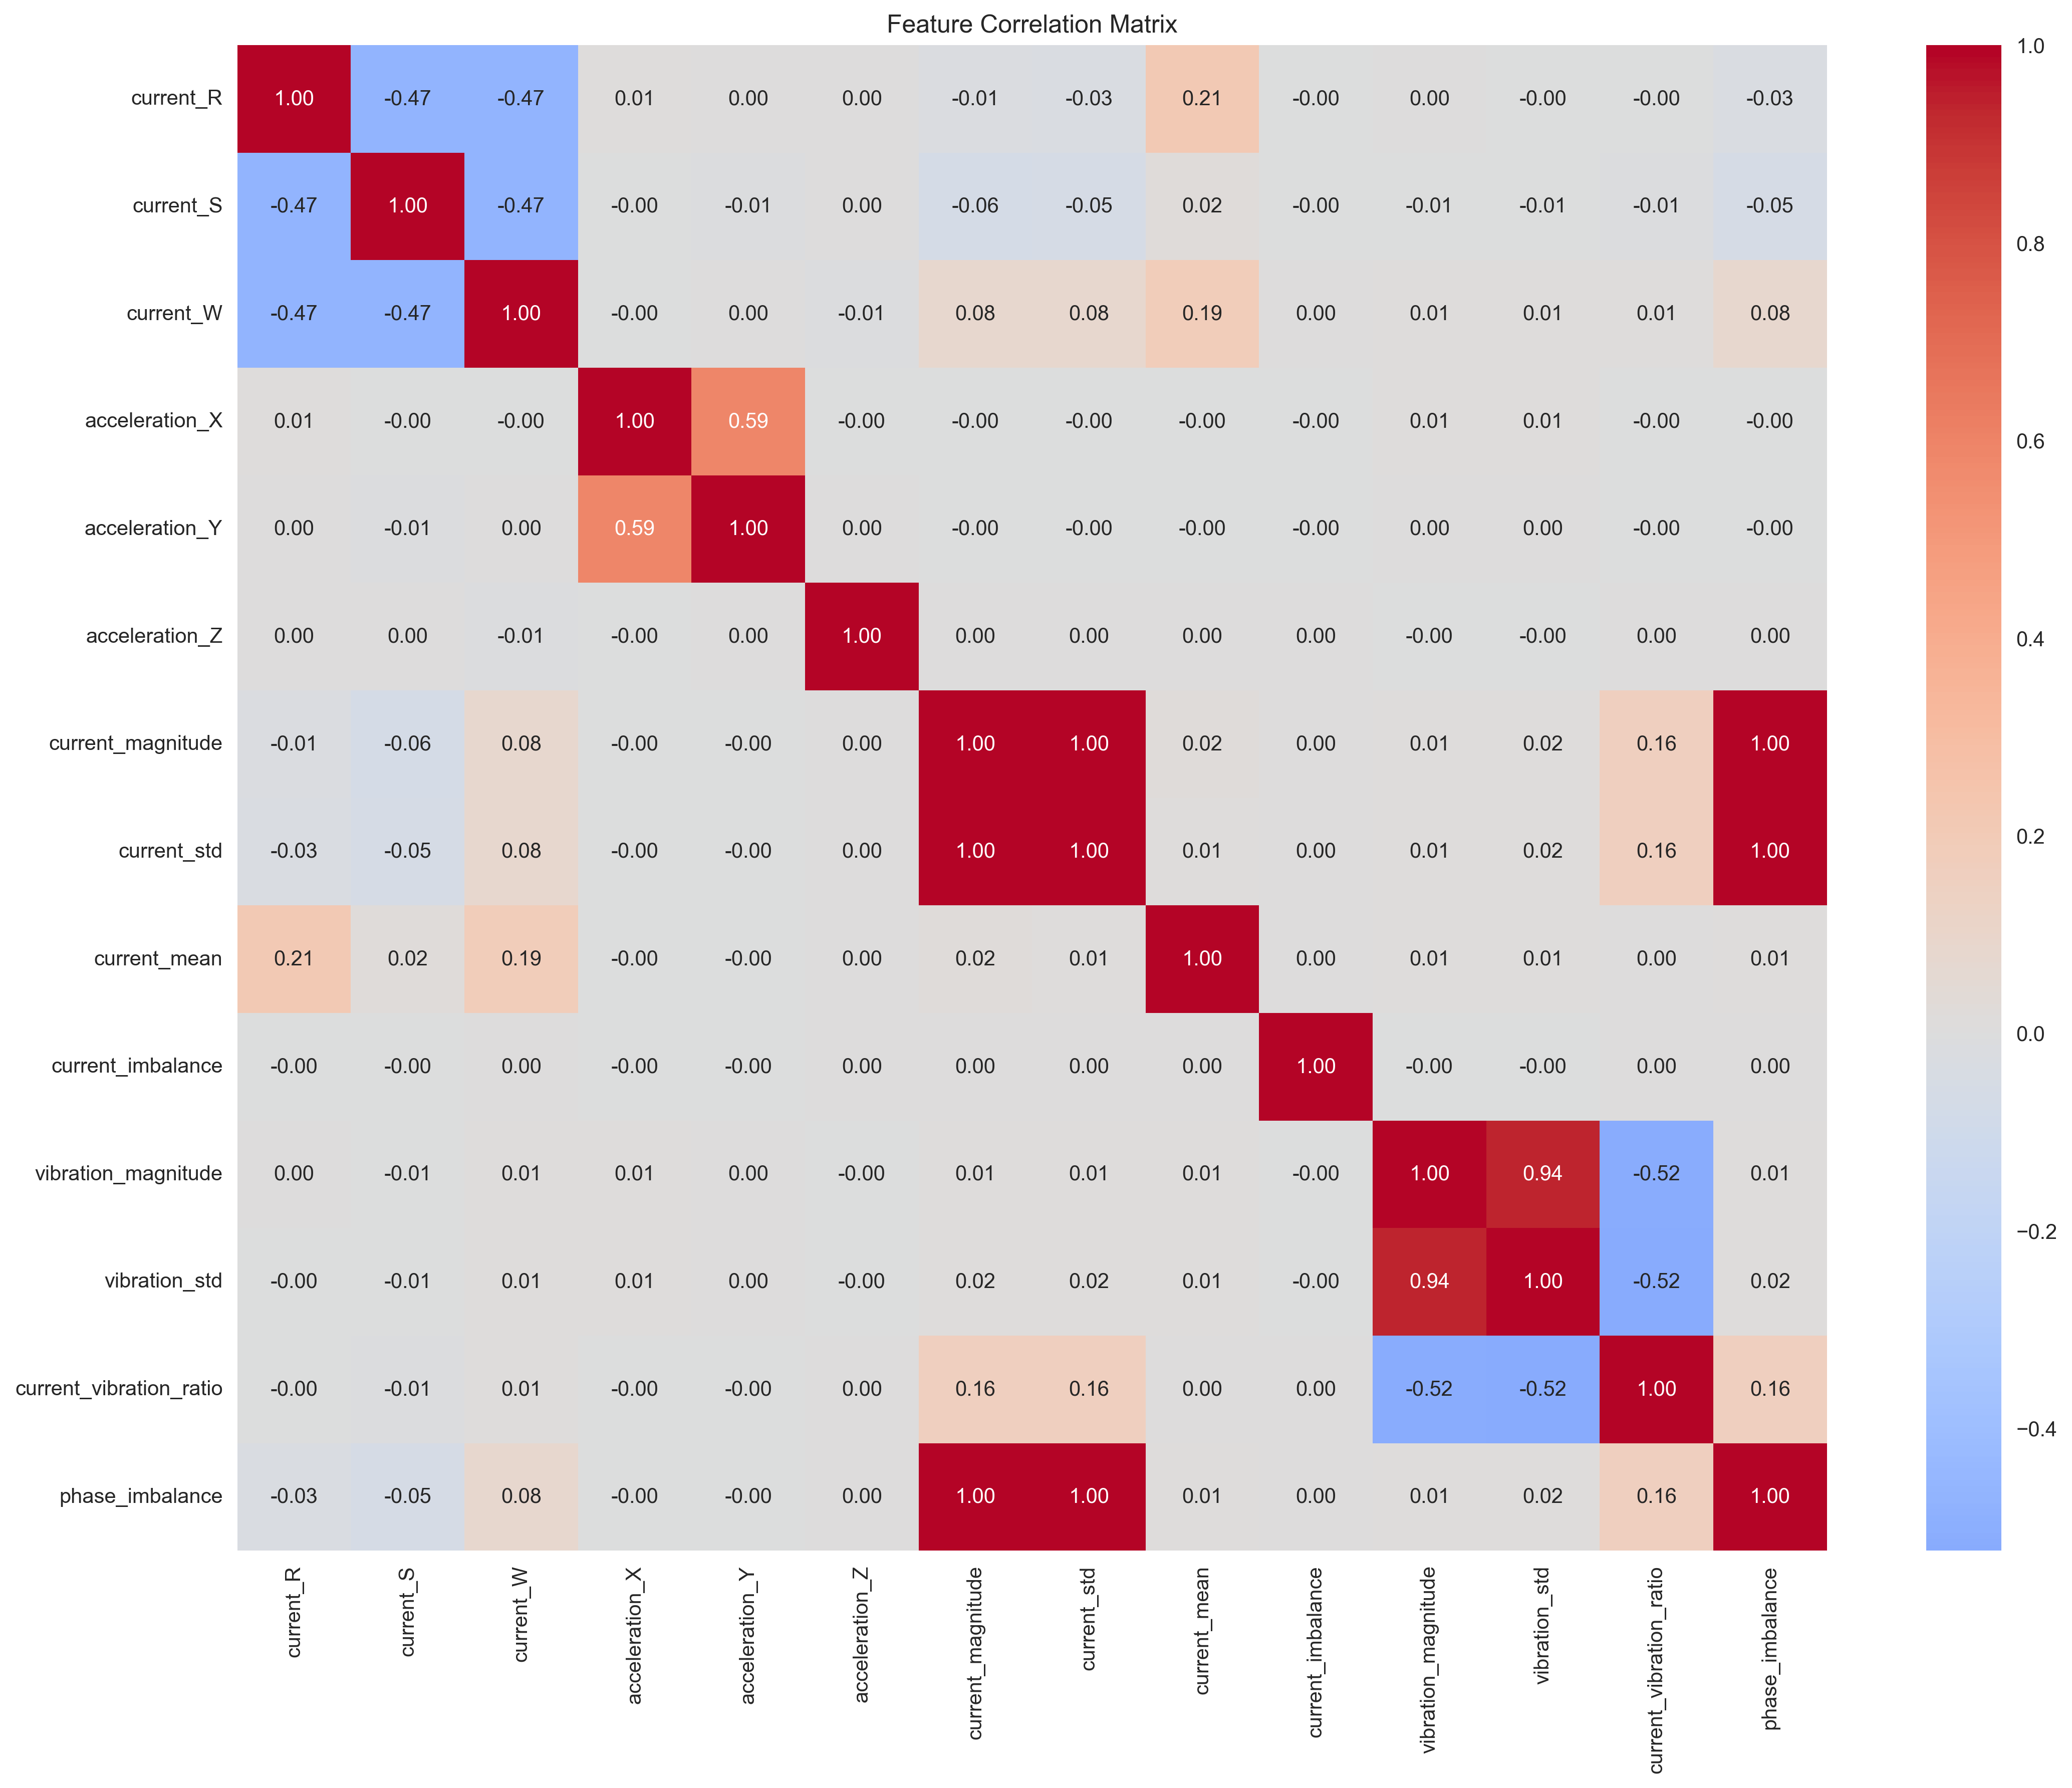 Feature Correlation Matrix
current_R 1.00 -0.47 -0.47 0.01 0.00 0.00 -0.01 -0.03 0.21 -0.00 0.00 -0.00 -0.00 -0.03
current_S -0.47 1.00 -0.47 -0.00 -0.01 0.00 -0.06 -0.05 0.02 -0.00 -0.01 -0.01 -0.01 -0.05
current_W -0.47 -0.47 1.00 -0.00 0.00 -0.01 0.08 0.08 0.19 0.00 0.01 0.01 0.01 0.08
acceleration_X 0.01 -0.00 -0.00 1.00 0.59 -0.00 -0.00 -0.00 -0.00 -0.00 0.01 0.01 -0.00 -0.00
acceleration_Y 0.00 -0.01 0.00 0.59 1.00 0.00 -0.00 -0.00 -0.00 -0.00 0.00 0.00 -0.00 -0.00
acceleration_Z 0.00 0.00 -0.01 -0.00 0.00 1.00 0.00 0.00 0.00 0.00 -0.00 -0.00 0.00 0.00
current_magnitude -0.01 -0.06 0.08 -0.00 -0.00 0.00 1.00 1.00 0.02 0.00 0.01 0.02 0.16 1.00
current_std -0.03 -0.05 0.08 -0.00 -0.00 0.00 1.00 1.00 0.01 0.00 0.01 0.02 0.16 1.00
current_mean 0.21 0.02 0.19 -0.00 -0.00 0.00 0.02 0.01 1.00 0.00 0.01 0.01 0.00 0.01
current_imbalance -0.00 -0.00 0.00 -0.00 -0.00 0.00 0.00 0.00 0.00 1.00 -0.00 -0.00 0.00 0.00
vibration_magnitude 0.00 -0.01 0.01 0.01 0.00 -0.00 0.01 0.01 0.01 -0.00 1.00 0.94 -0.52 0.01
vibration_std -0.00 -0.01 0.01 0.01 0.00 -0.00 0.02 0.02 0.01 -0.00 0.94 1.00 -0.52 0.02
current_vibration_ratio -0.00 -0.01 0.01 -0.00 -0.00 0.00 0.16 0.16 0.00 0.00 -0.52 -0.52 1.00 0.16
phase_imbalance -0.03 -0.05 0.08 -0.00 -0.00 0.00 1.00 1.00 0.01 0.00 0.01 0.02 0.16 1.00
current_R
current_S
current_W
acceleration_X
acceleration_Y
acceleration_Z
current_magnitude
current_std
current_mean
current_imbalance
vibration_magnitude
vibration_std
current_vibration_ratio
phase_imbalance
1.0
0.8
0.6
0.4
0.2
0.0
−0.2
−0.4